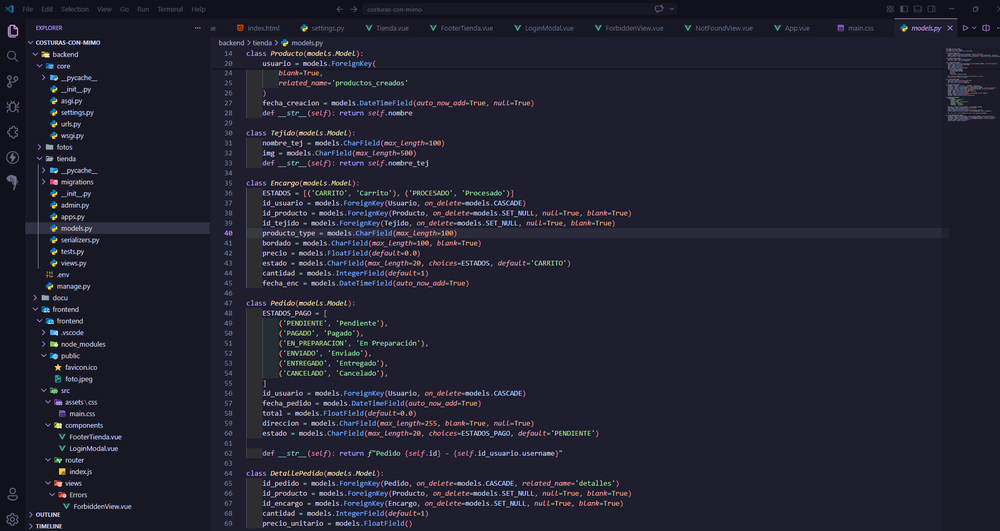 File Edit Selection View Go Run Terminal Help
costuras-con-mimo
EXPLORER
ue
index.html
settings.py
Tienda.vue
FooterTienda.vue
LoginModal.vue
ForbiddenView.vue
NotFoundView.vue
App.vue
main.css
models.py
COSTURAS-CON-MIMO
backend
core
__pycache__
__init__.py
asgi.py
settings.py
urls.py
wsgi.py
fotos
tienda
__pycache__
migrations
__init__.py
admin.py
apps.py
models.py
serializers.py
tests.py
views.py
.env
manage.py
docu
frontend
frontend
.vscode
node_modules
public
favicon.ico
foto.jpeg
src
assets\css
main.css
components
FooterTienda.vue
LoginModal.vue
router
index.js
views
Errors
ForbiddenView.vue
OUTLINE
TIMELINE
backend > tienda > models.py
14 class Producto(models.Model):
20 usuario = models.ForeignKey(
24 blank=True,
25 related_name='productos_creados'
26 )
27 fecha_creacion = models.DateTimeField(auto_now_add=True, null=True)
28 def __str__(self): return self.nombre
29
30 class Tejido(models.Model):
31 nombre_tej = models.CharField(max_length=100)
32 img = models.CharField(max_length=500)
33 def __str__(self): return self.nombre_tej
34
35 class Encargo(models.Model):
36 ESTADOS = [('CARRITO', 'Carrito'), ('PROCESADO', 'Procesado')]
37 id_usuario = models.ForeignKey(Usuario, on_delete=models.CASCADE)
38 id_producto = models.ForeignKey(Producto, on_delete=models.SET_NULL, null=True, blank=True)
39 id_tejido = models.ForeignKey(Tejido, on_delete=models.SET_NULL, null=True, blank=True)
40 producto_type = models.CharField(max_length=100)
41 bordado = models.CharField(max_length=100, blank=True)
42 precio = models.FloatField(default=0.0)
43 estado = models.CharField(max_length=20, choices=ESTADOS, default='CARRITO')
44 cantidad = models.IntegerField(default=1)
45 fecha_enc = models.DateTimeField(auto_now_add=True)
46
47 class Pedido(models.Model):
48 ESTADOS_PAGO = [
49 ('PENDIENTE', 'Pendiente'),
50 ('PAGADO', 'Pagado'),
51 ('EN_PREPARACION', 'En Preparación'),
52 ('ENVIADO', 'Enviado'),
53 ('ENTREGADO', 'Entregado'),
54 ('CANCELADO', 'Cancelado'),
55 ]
56 id_usuario = models.ForeignKey(Usuario, on_delete=models.CASCADE)
57 fecha_pedido = models.DateTimeField(auto_now_add=True)
58 total = models.FloatField(default=0.0)
59 direccion = models.CharField(max_length=255, blank=True, null=True)
60 estado = models.CharField(max_length=20, choices=ESTADOS_PAGO, default='PENDIENTE')
61
62 def __str__(self): return f"Pedido {self.id} - {self.id_usuario.username}"
63
64 class DetallePedido(models.Model):
65 id_pedido = models.ForeignKey(Pedido, on_delete=models.CASCADE, related_name='detalles')
66 id_producto = models.ForeignKey(Producto, on_delete=models.SET_NULL, null=True, blank=True)
67 id_encargo = models.ForeignKey(Encargo, on_delete=models.SET_NULL, null=True, blank=True)
68 cantidad = models.IntegerField(default=1)
69 precio_unitario = models.FloatField()